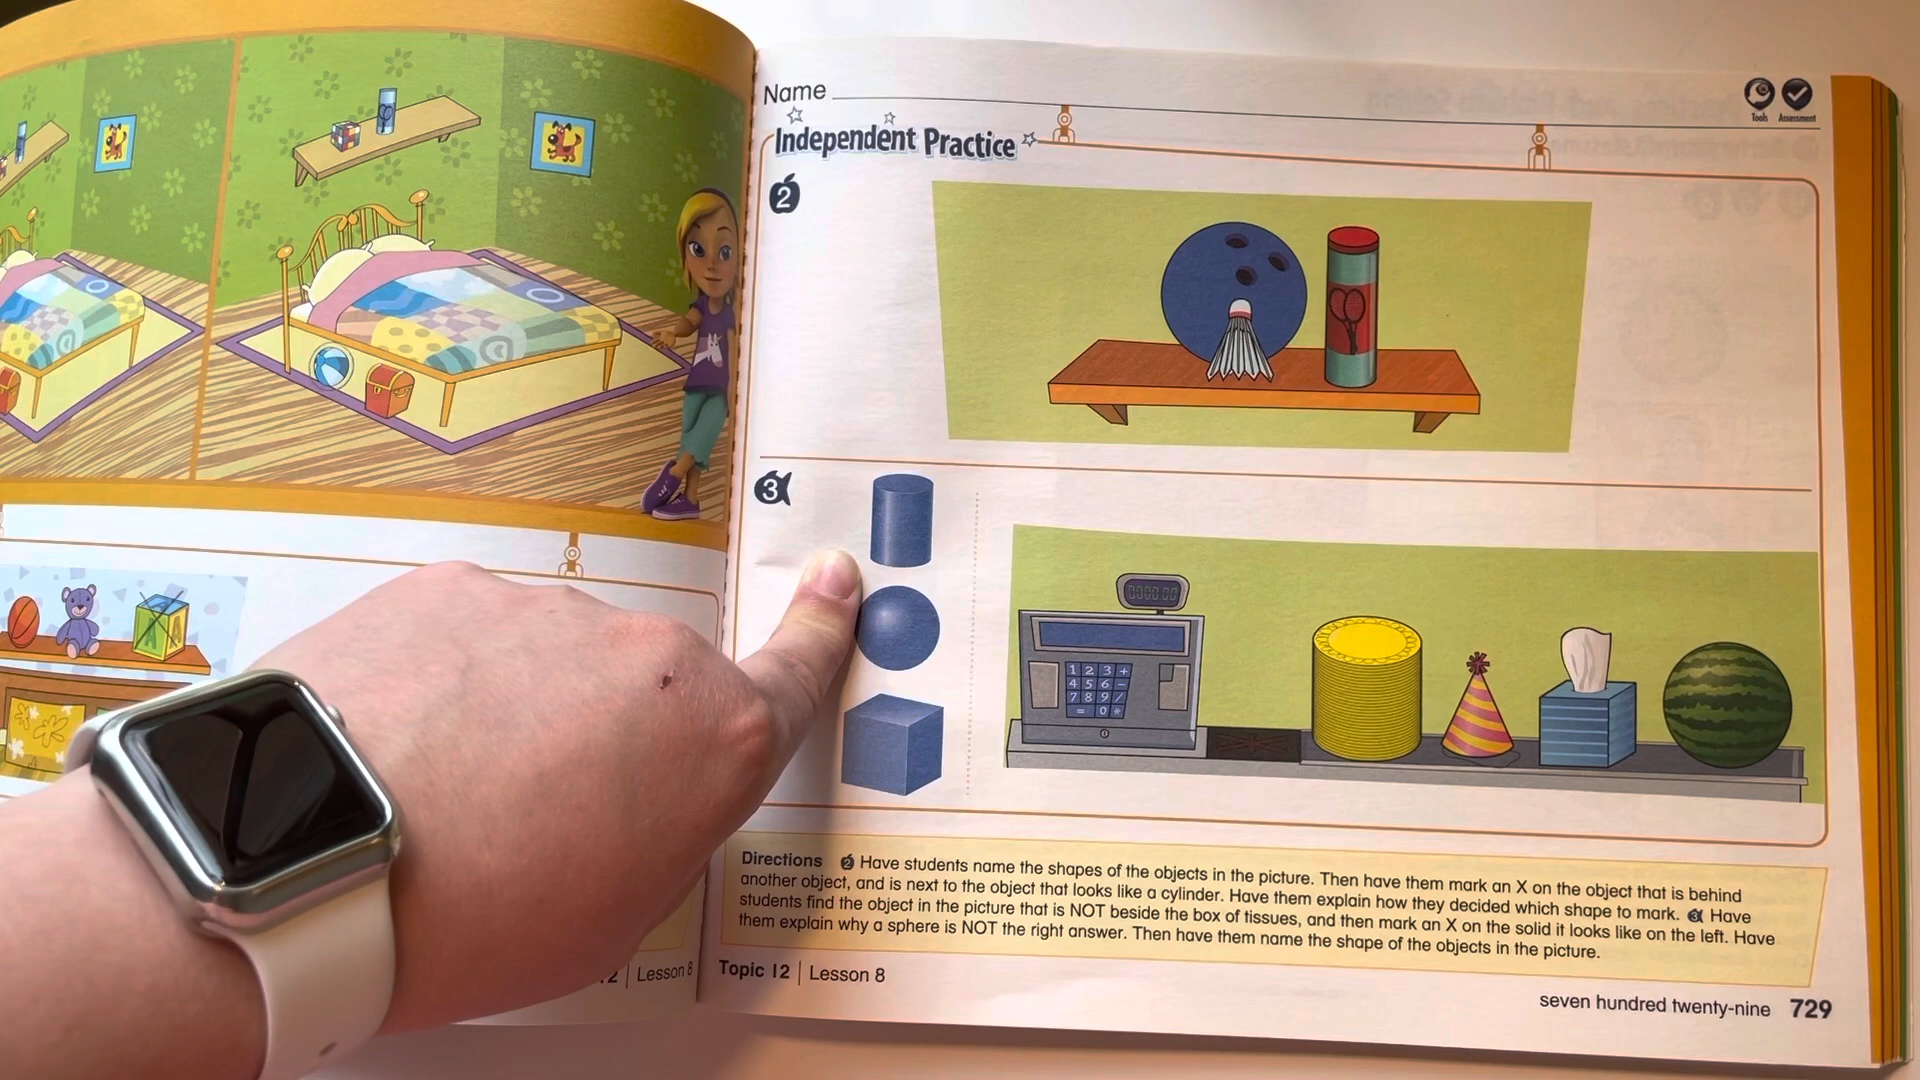 Name
Tools Assessment
Independent Practice
2
3
0000.00
1 2 3 +
4 5 6 -
7 8 9 /
= 0 *
A A
Directions 2 Have students name the shapes of the objects in the picture. Then have them mark an X on the object that is behind
another object, and is next to the object that looks like a cylinder. Have them explain how they decided which shape to mark. 3 Have
students find the object in the picture that is NOT beside the box of tissues, and then mark an X on the solid it looks like on the left. Have
them explain why a sphere is NOT the right answer. Then have them name the shape of the objects in the picture.
2 | Lesson 8
Topic 12 | Lesson 8
seven hundred twenty-nine 729